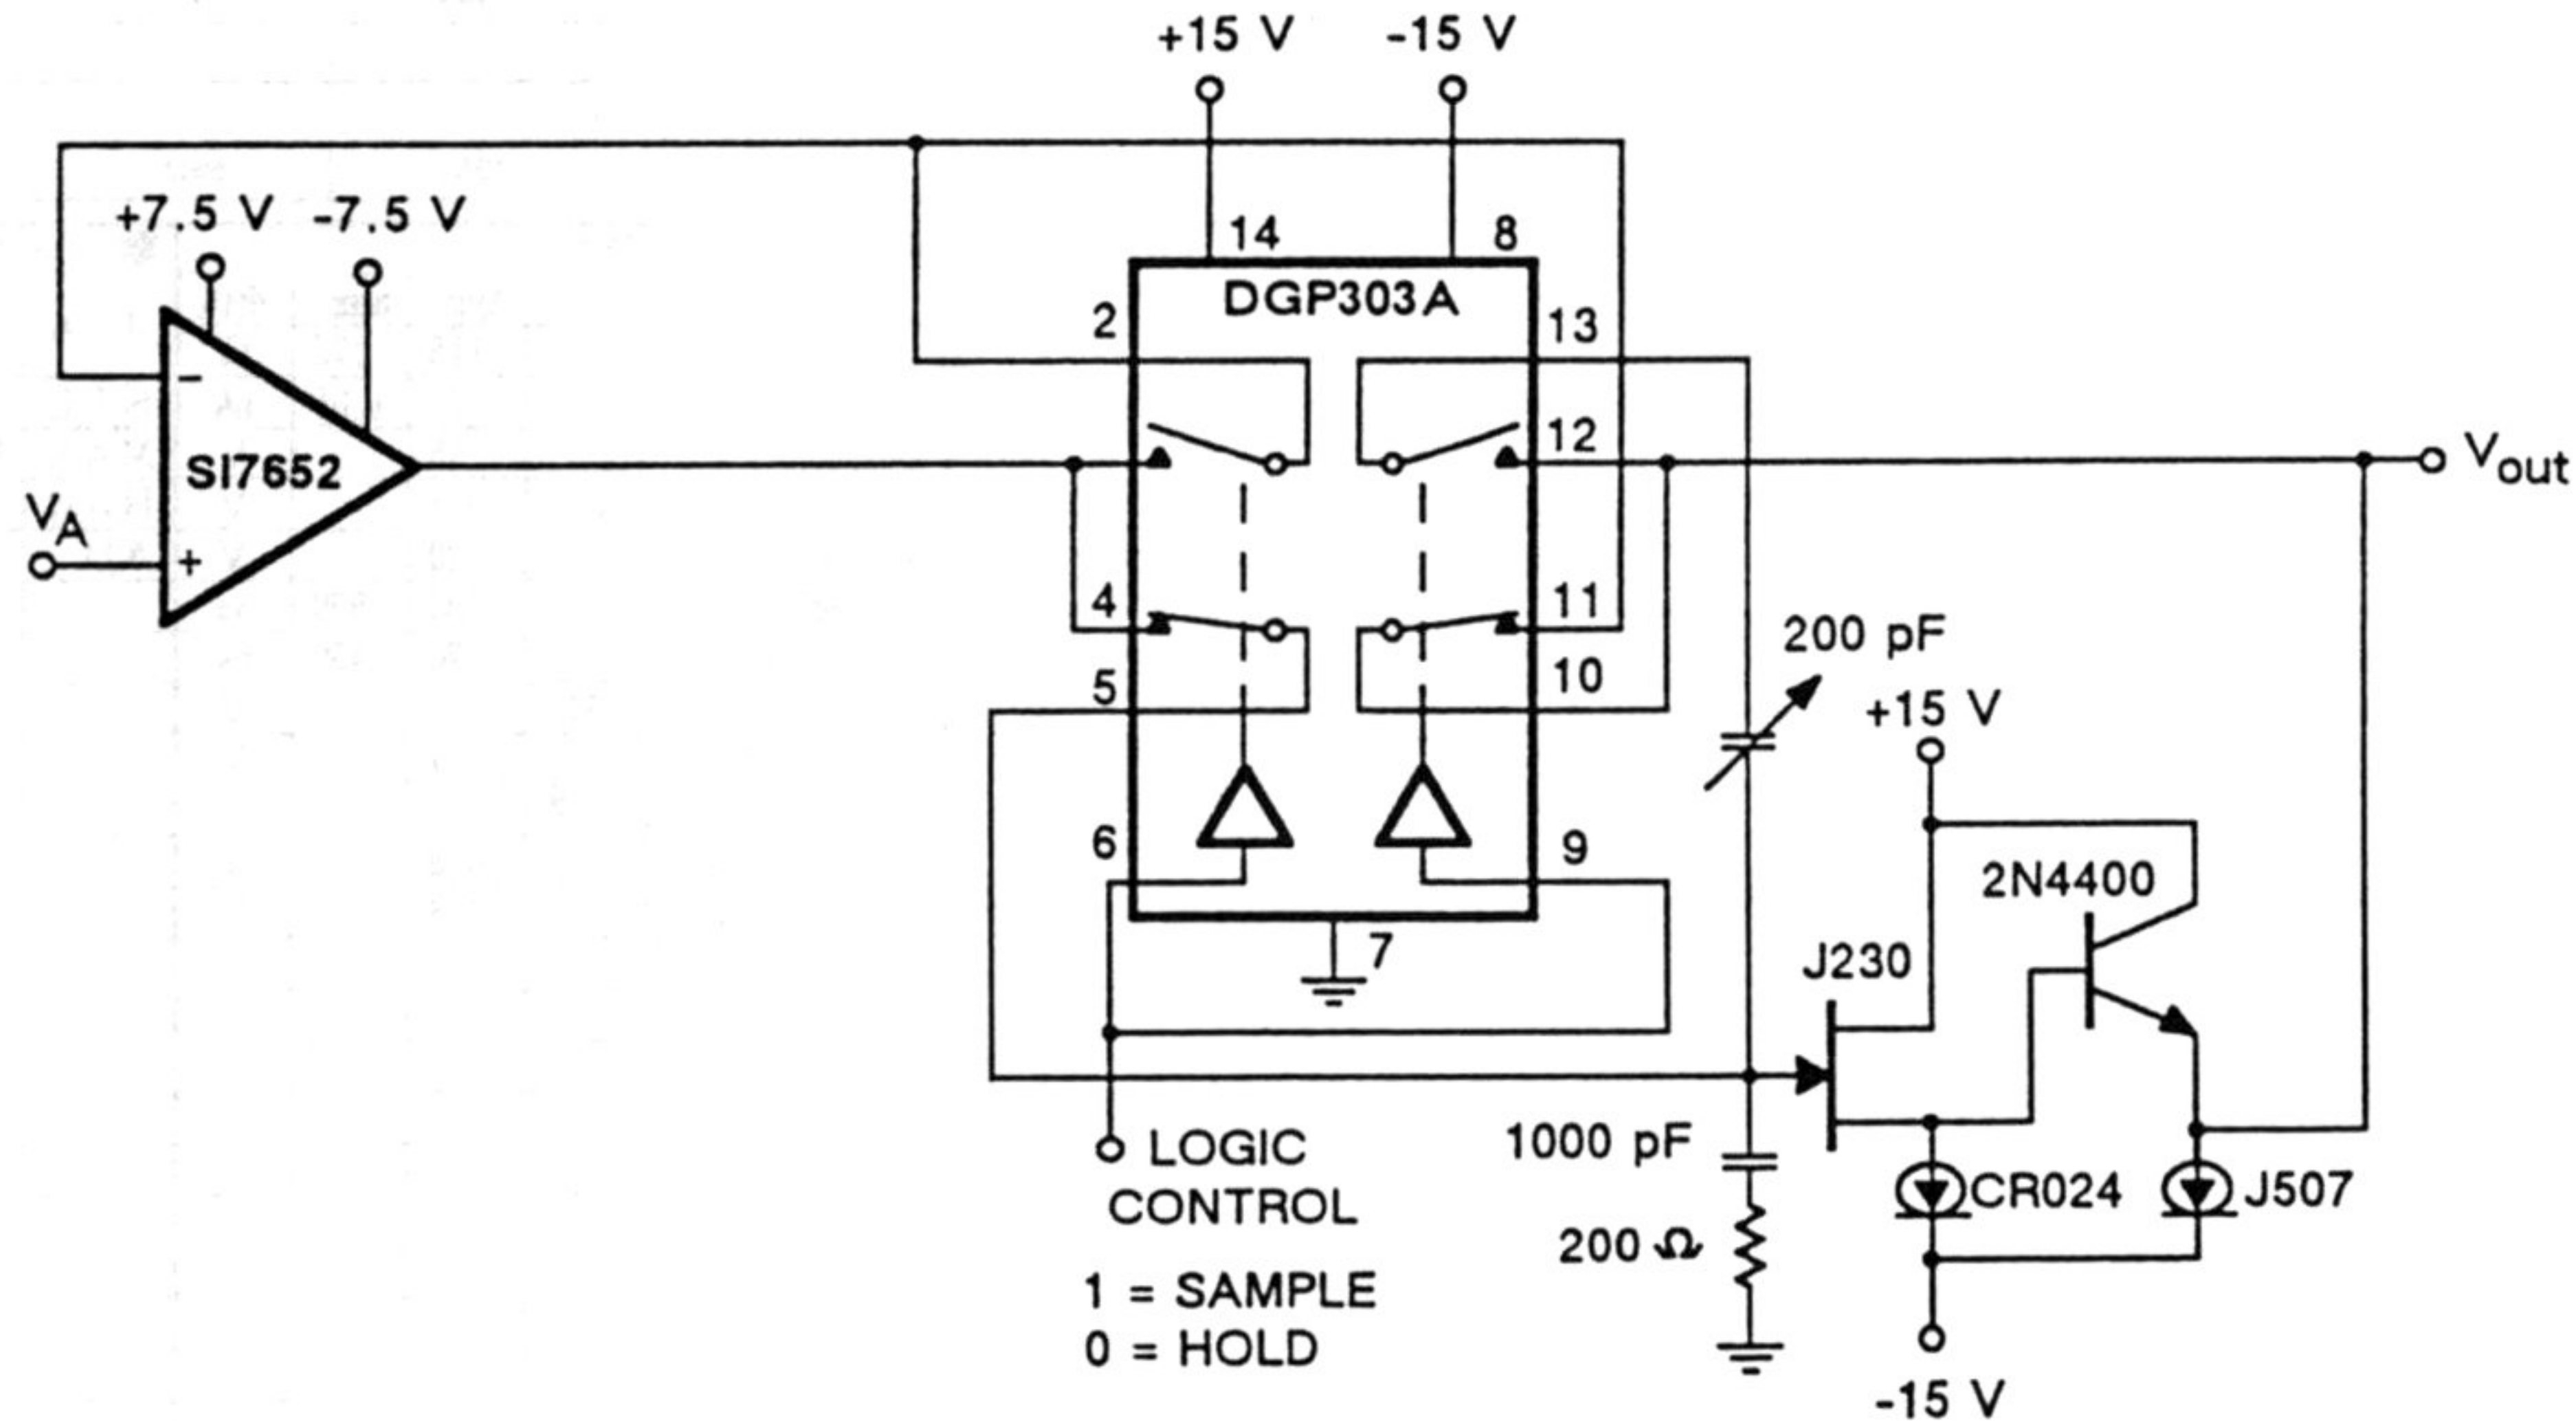 +15 V
-15 V
+7.5 V
-7.5 V
14
8
DGP303A
2
13
-
12
SI7652
Vout
VA
+
4
11
200 pF
5
10
+15 V
6
9
2N4400
7
J230
LOGIC
CONTROL
1000 pF
CR024
J507
200 Ω
1 = SAMPLE
0 = HOLD
-15 V